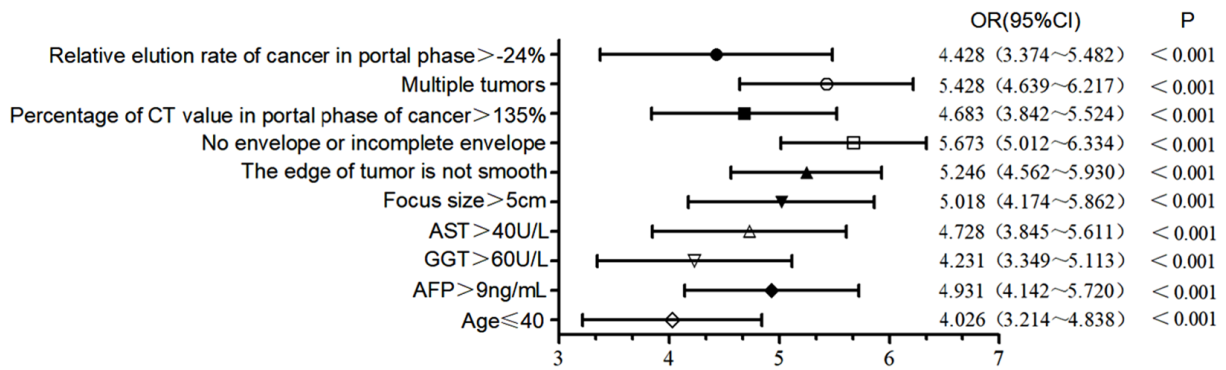 OR(95%CI) P
Relative elution rate of cancer in portal phase＞-24% 4.428（3.374～5.482） ＜0.001
Multiple tumors 5.428（4.639～6.217） ＜0.001
Percentage of CT value in portal phase of cancer＞135% 4.683（3.842～5.524） ＜0.001
No envelope or incomplete envelope 5.673（5.012～6.334） ＜0.001
The edge of tumor is not smooth 5.246（4.562～5.930） ＜0.001
Focus size＞5cm 5.018（4.174～5.862） ＜0.001
AST＞40U/L 4.728（3.845～5.611） ＜0.001
GGT＞60U/L 4.231（3.349～5.113） ＜0.001
AFP＞9ng/mL 4.931（4.142～5.720） ＜0.001
Age≤40 4.026（3.214～4.838） ＜0.001
3 4 5 6 7